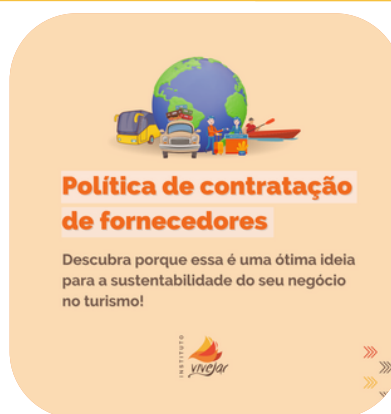 Política de contratação
de fornecedores
Descubra porque essa é uma ótima ideia
para a sustentabilidade do seu negócio
no turismo!
INSTITUTO
vivejar